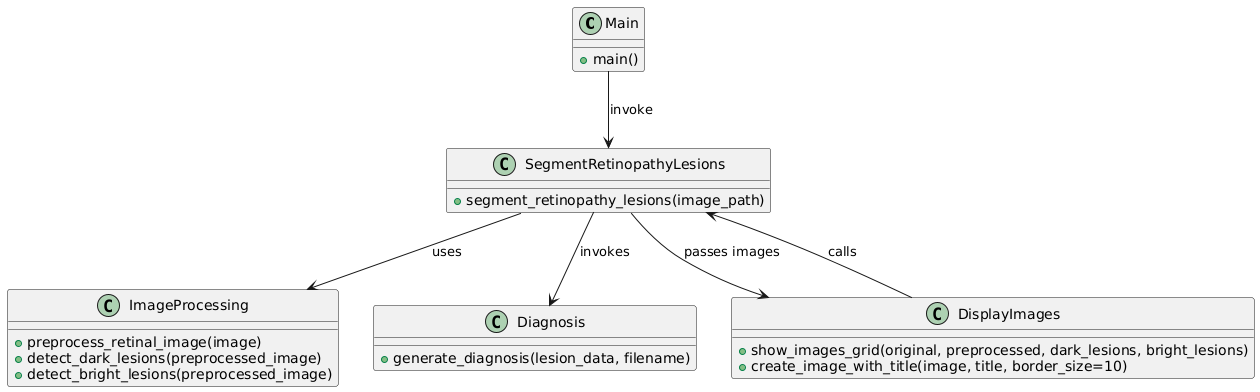 C Main
main()
invoke
C SegmentRetinopathyLesions
segment_retinopathy_lesions(image_path)
uses
invokes
passes images
calls
C ImageProcessing
preprocess_retinal_image(image)
detect_dark_lesions(preprocessed_image)
detect_bright_lesions(preprocessed_image)
C Diagnosis
generate_diagnosis(lesion_data, filename)
C DisplayImages
show_images_grid(original, preprocessed, dark_lesions, bright_lesions)
create_image_with_title(image, title, border_size=10)